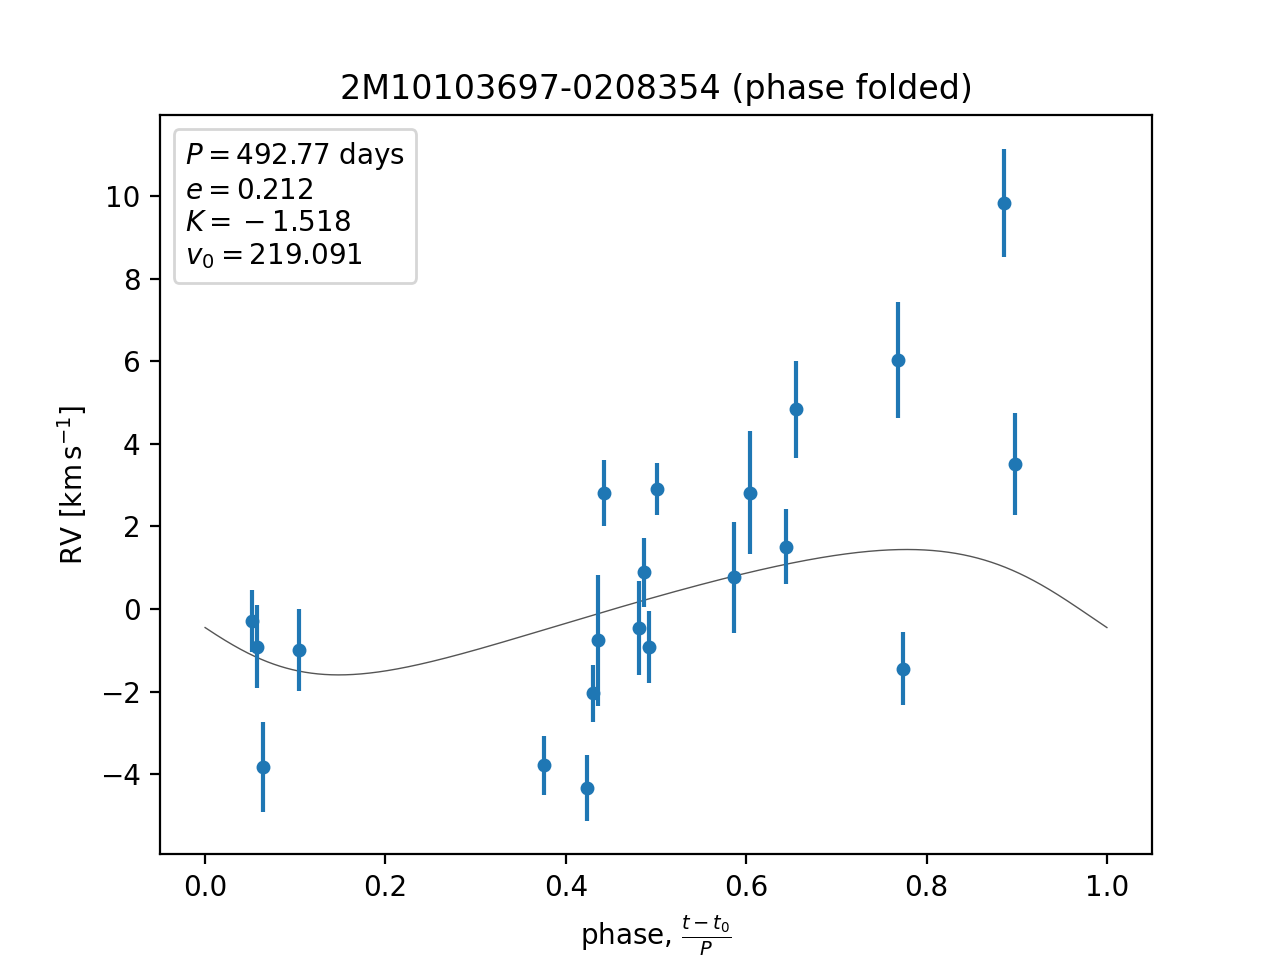 2M10103697-0208354 (phase folded)
P = 492.77 days
e = 0.212
K = −1.518
v₀ = 219.091
10
8
6
4
2
0
−2
−4
RV [km s⁻¹]
0.0 0.2 0.4 0.6 0.8 1.0
phase, (t − t₀)/P